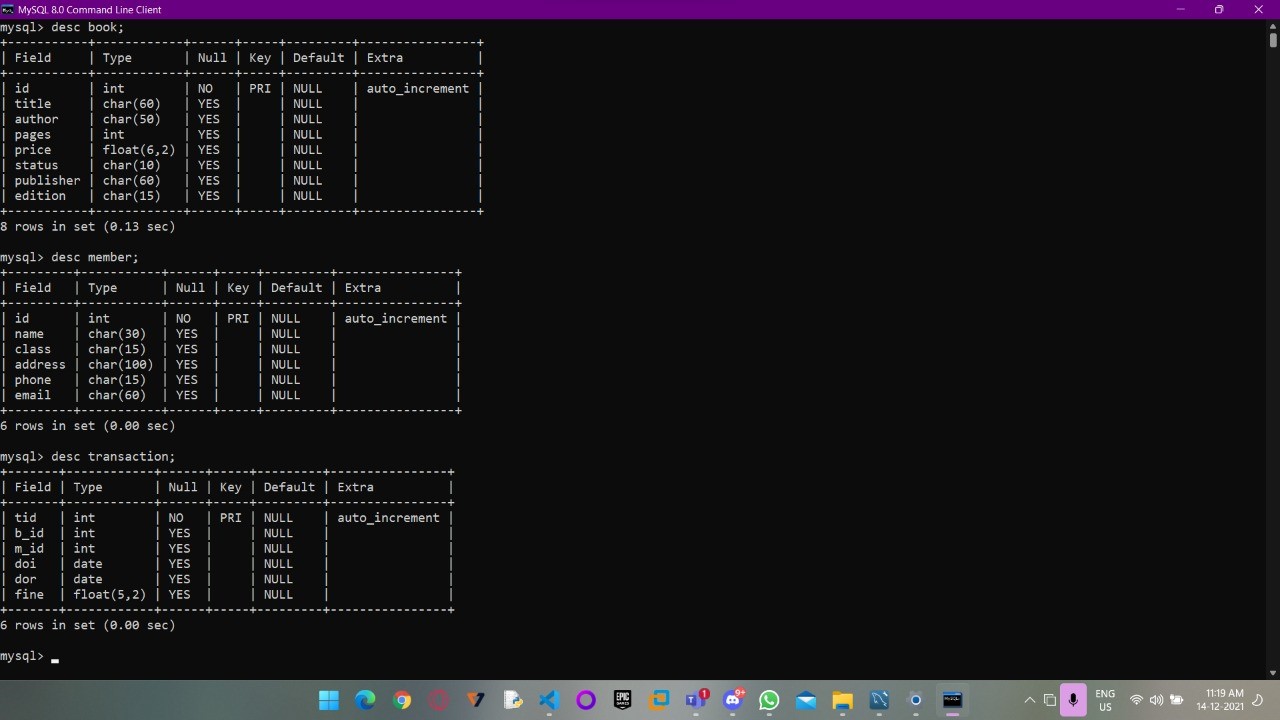 MySQL 8.0 Command Line Client
mysql> desc book;
+-----------+------------+------+-----+---------+----------------+
| Field     | Type       | Null | Key | Default | Extra          |
+-----------+------------+------+-----+---------+----------------+
| id        | int        | NO   | PRI | NULL    | auto_increment |
| title     | char(60)   | YES  |     | NULL    |                |
| author    | char(50)   | YES  |     | NULL    |                |
| pages     | int        | YES  |     | NULL    |                |
| price     | float(6,2) | YES  |     | NULL    |                |
| status    | char(10)   | YES  |     | NULL    |                |
| publisher | char(60)   | YES  |     | NULL    |                |
| edition   | char(15)   | YES  |     | NULL    |                |
+-----------+------------+------+-----+---------+----------------+
8 rows in set (0.13 sec)
mysql> desc member;
+---------+-----------+------+-----+---------+----------------+
| Field   | Type      | Null | Key | Default | Extra          |
+---------+-----------+------+-----+---------+----------------+
| id      | int       | NO   | PRI | NULL    | auto_increment |
| name    | char(30)  | YES  |     | NULL    |                |
| class   | char(15)  | YES  |     | NULL    |                |
| address | char(100) | YES  |     | NULL    |                |
| phone   | char(15)  | YES  |     | NULL    |                |
| email   | char(60)  | YES  |     | NULL    |                |
+---------+-----------+------+-----+---------+----------------+
6 rows in set (0.00 sec)
mysql> desc transaction;
+-------+------------+------+-----+---------+----------------+
| Field | Type       | Null | Key | Default | Extra          |
+-------+------------+------+-----+---------+----------------+
| tid   | int        | NO   | PRI | NULL    | auto_increment |
| b_id  | int        | YES  |     | NULL    |                |
| m_id  | int        | YES  |     | NULL    |                |
| doi   | date       | YES  |     | NULL    |                |
| dor   | date       | YES  |     | NULL    |                |
| fine  | float(5,2) | YES  |     | NULL    |                |
+-------+------------+------+-----+---------+----------------+
6 rows in set (0.00 sec)
mysql>
EPIC
GAMES
1
9+
ENG
US
11:19 AM
14-12-2021